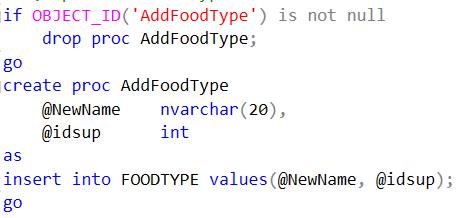 if OBJECT_ID('AddFoodType') is not null
    drop proc AddFoodType;
go
create proc AddFoodType
    @NewName    nvarchar(20),
    @idsup      int
as
insert into FOODTYPE values(@NewName, @idsup);
go